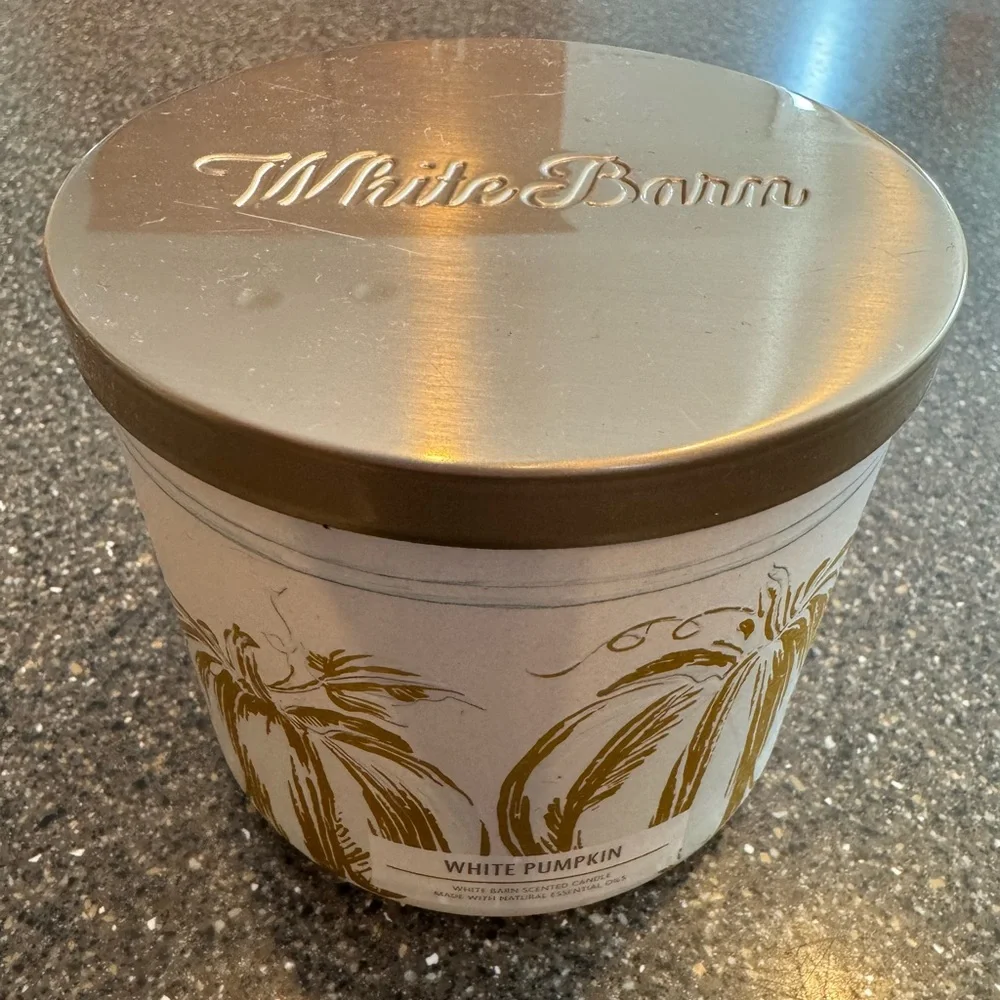 White Barn
WHITE PUMPKIN
WHITE BARN SCENTED CANDLE
MADE WITH NATURAL ESSENTIAL OILS